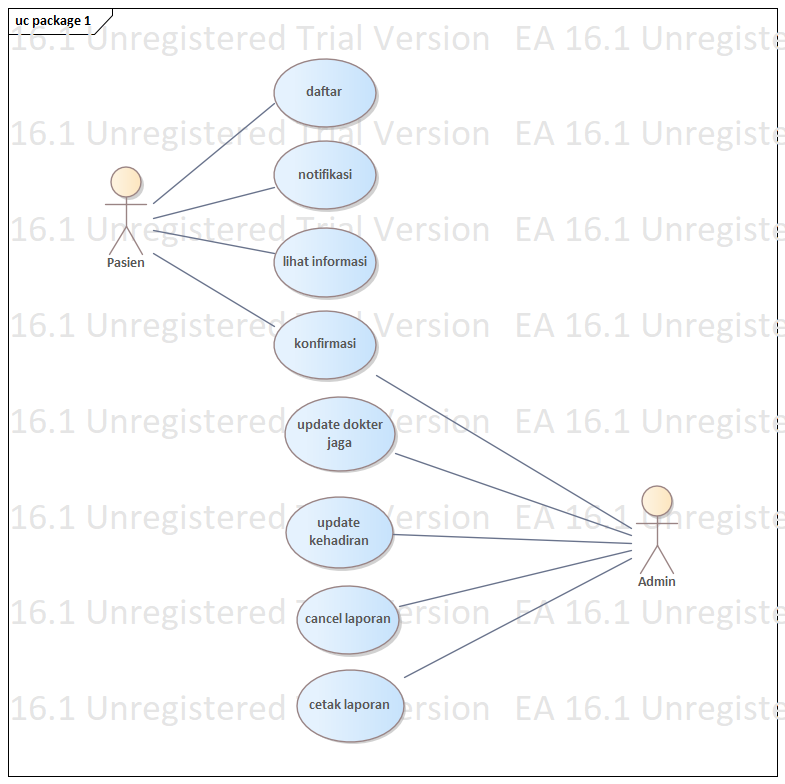 uc package 1
16.1 Unregistered Trial Version EA 16.1 Unregiste
daftar
16.1 Unregistered Trial Version EA 16.1 Unregiste
notifikasi
16.1 Unregistered Trial Version EA 16.1 Unregiste
lihat informasi
Pasien
16.1 Unregistered Trial Version EA 16.1 Unregiste
konfirmasi
16.1 Unregistered Trial Version EA 16.1 Unregiste
update dokter
jaga
16.1 Unregistered Trial Version EA 16.1 Unregiste
update
kehadiran
Admin
16.1 Unregistered Trial Version EA 16.1 Unregiste
cancel laporan
16.1 Unregistered Trial Version EA 16.1 Unregiste
cetak laporan